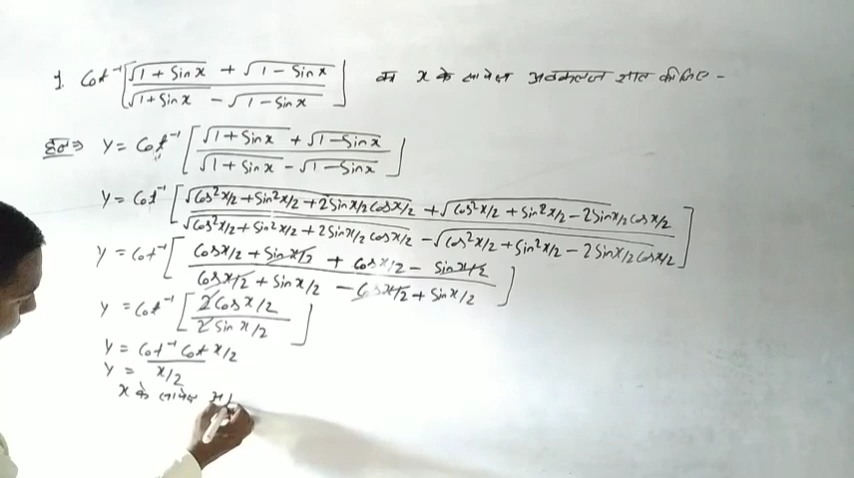 1. Cot⁻¹[(√1 + Sin x + √1 - Sin x) / (√1 + Sin x - √1 - Sin x)] का x के सापेक्ष अवकलन ज्ञात कीजिए -
हल ⇒ y = Cot⁻¹[(√1 + Sin x + √1 - Sin x) / (√1 + Sin x - √1 - Sin x)]
y = Cot⁻¹[(√Cos²x/2 + Sin²x/2 + 2Sin x/2 Cos x/2 + √Cos²x/2 + Sin²x/2 - 2Sin x/2 Cos x/2) / (√Cos²x/2 + Sin²x/2 + 2Sin x/2 Cos x/2 - √Cos²x/2 + Sin²x/2 - 2Sin x/2 Cos x/2)]
y = Cot⁻¹[(Cos x/2 + Sin x/2 + Cos x/2 - Sin x/2) / (Cos x/2 + Sin x/2 - Cos x/2 + Sin x/2)]
y = Cot⁻¹[(2Cos x/2) / (2Sin x/2)]
y = Cot⁻¹ Cot x/2
y = x/2
x के सापेक्ष